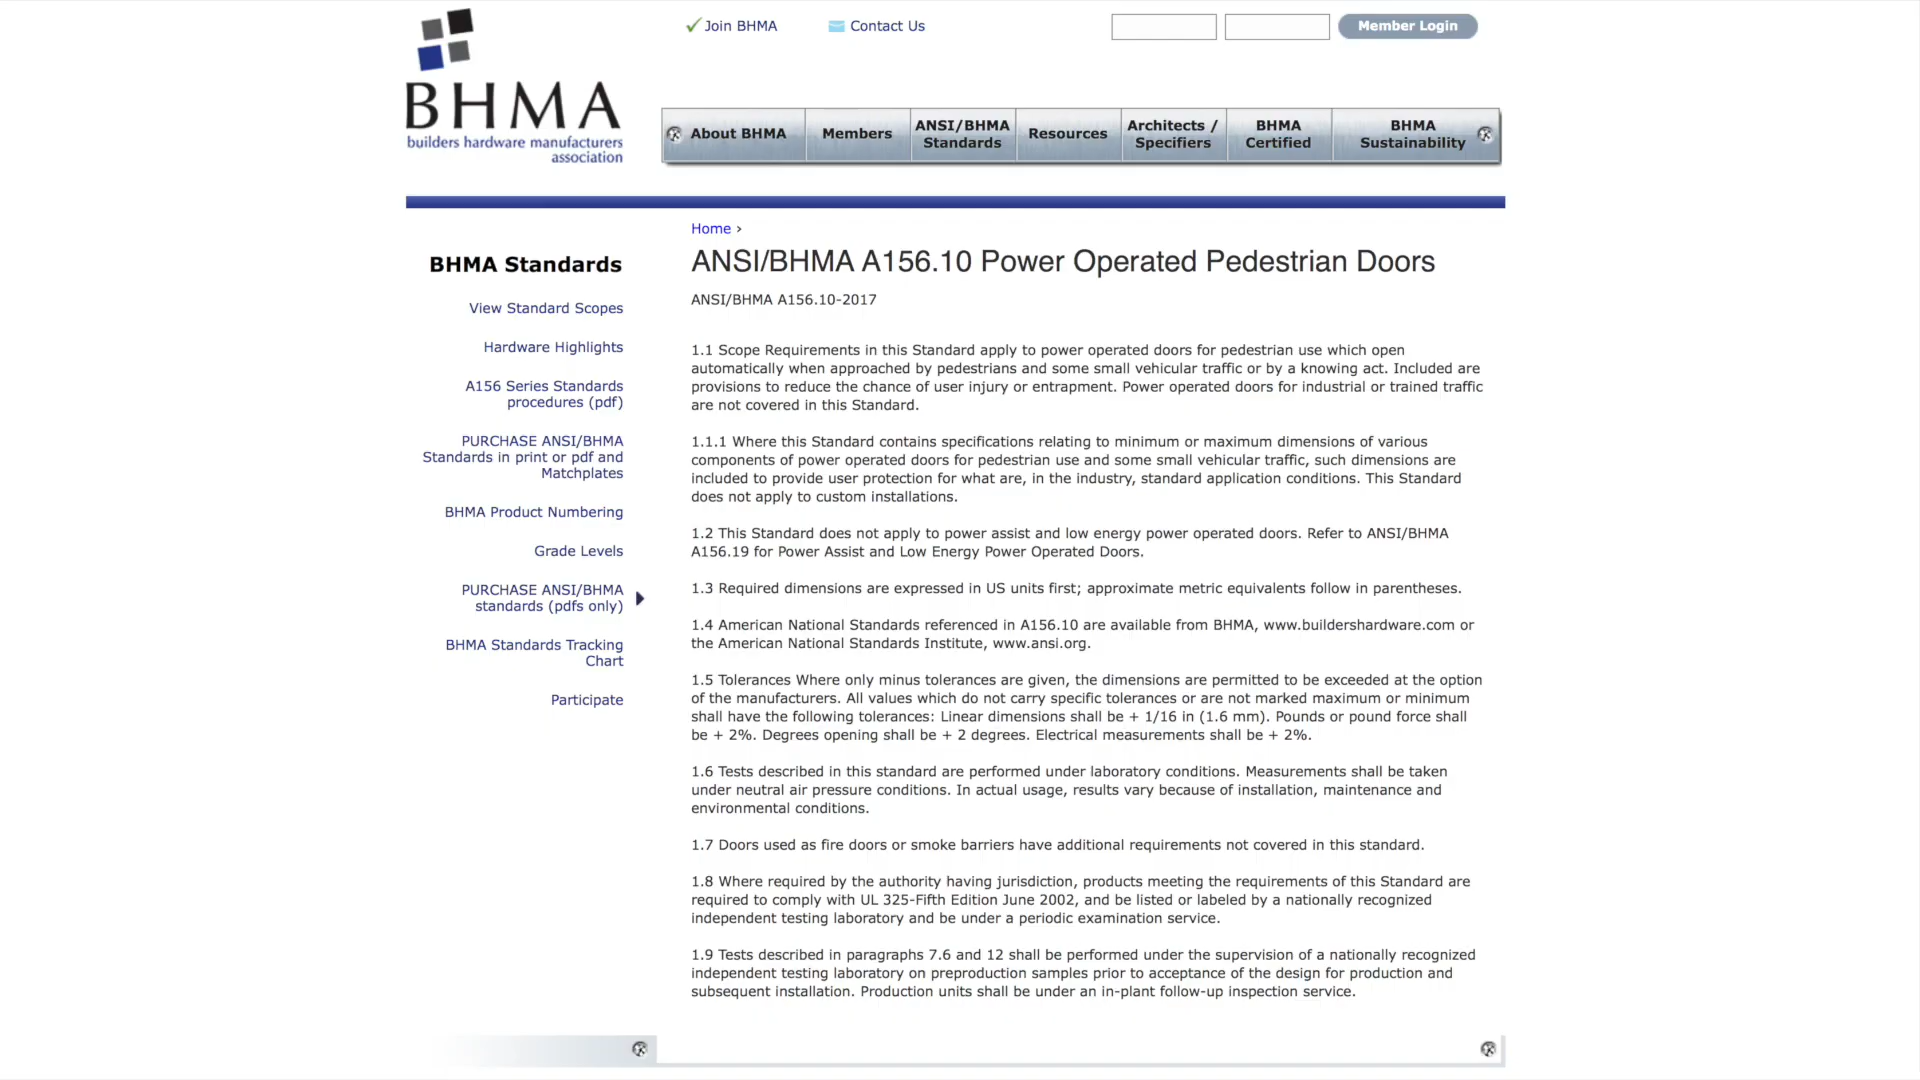 Join BHMA
Contact Us
Member Login
BHMA
builders hardware manufacturers
association
About BHMA
Members
ANSI/BHMA
Standards
Resources
Architects /
Specifiers
BHMA
Certified
BHMA
Sustainability
Home ›
BHMA Standards
View Standard Scopes
Hardware Highlights
A156 Series Standards
procedures (pdf)
PURCHASE ANSI/BHMA
Standards in print or pdf and
Matchplates
BHMA Product Numbering
Grade Levels
PURCHASE ANSI/BHMA
standards (pdfs only)
BHMA Standards Tracking
Chart
Participate
ANSI/BHMA A156.10 Power Operated Pedestrian Doors
ANSI/BHMA A156.10-2017
1.1 Scope Requirements in this Standard apply to power operated doors for pedestrian use which open
automatically when approached by pedestrians and some small vehicular traffic or by a knowing act. Included are
provisions to reduce the chance of user injury or entrapment. Power operated doors for industrial or trained traffic
are not covered in this Standard.
1.1.1 Where this Standard contains specifications relating to minimum or maximum dimensions of various
components of power operated doors for pedestrian use and some small vehicular traffic, such dimensions are
included to provide user protection for what are, in the industry, standard application conditions. This Standard
does not apply to custom installations.
1.2 This Standard does not apply to power assist and low energy power operated doors. Refer to ANSI/BHMA
A156.19 for Power Assist and Low Energy Power Operated Doors.
1.3 Required dimensions are expressed in US units first; approximate metric equivalents follow in parentheses.
1.4 American National Standards referenced in A156.10 are available from BHMA, www.buildershardware.com or
the American National Standards Institute, www.ansi.org.
1.5 Tolerances Where only minus tolerances are given, the dimensions are permitted to be exceeded at the option
of the manufacturers. All values which do not carry specific tolerances or are not marked maximum or minimum
shall have the following tolerances: Linear dimensions shall be + 1/16 in (1.6 mm). Pounds or pound force shall
be + 2%. Degrees opening shall be + 2 degrees. Electrical measurements shall be + 2%.
1.6 Tests described in this standard are performed under laboratory conditions. Measurements shall be taken
under neutral air pressure conditions. In actual usage, results vary because of installation, maintenance and
environmental conditions.
1.7 Doors used as fire doors or smoke barriers have additional requirements not covered in this standard.
1.8 Where required by the authority having jurisdiction, products meeting the requirements of this Standard are
required to comply with UL 325-Fifth Edition June 2002, and be listed or labeled by a nationally recognized
independent testing laboratory and be under a periodic examination service.
1.9 Tests described in paragraphs 7.6 and 12 shall be performed under the supervision of a nationally recognized
independent testing laboratory on preproduction samples prior to acceptance of the design for production and
subsequent installation. Production units shall be under an in-plant follow-up inspection service.